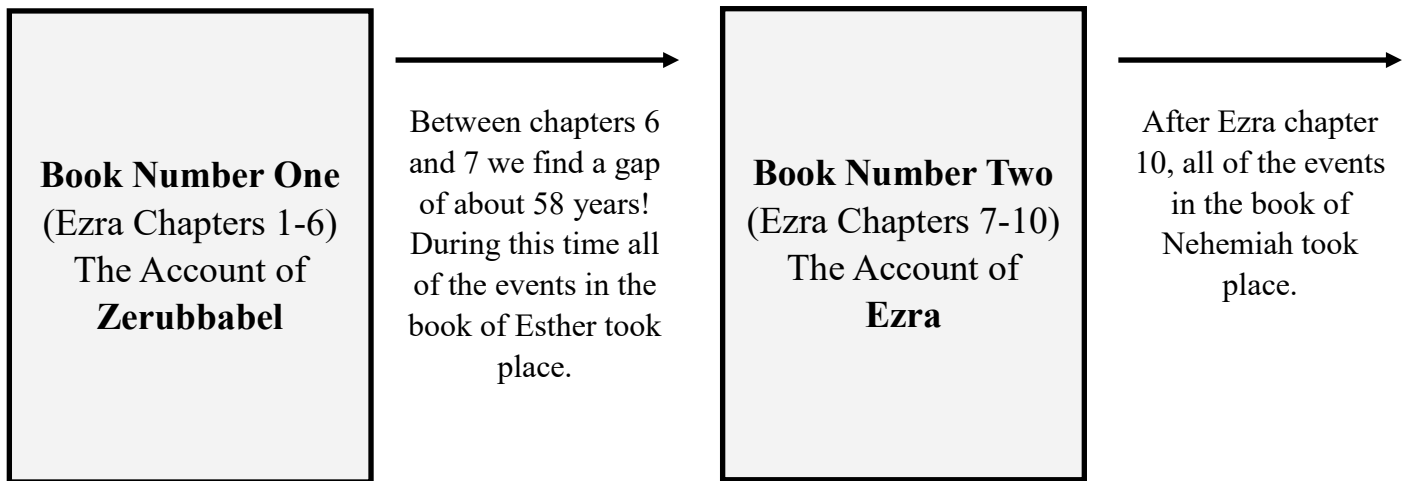 Book Number One
(Ezra Chapters 1-6)
The Account of
Zerubbabel
Between chapters 6
and 7 we find a gap
of about 58 years!
During this time all
of the events in the
book of Esther took
place.
Book Number Two
(Ezra Chapters 7-10)
The Account of
Ezra
After Ezra chapter
10, all of the events
in the book of
Nehemiah took
place.